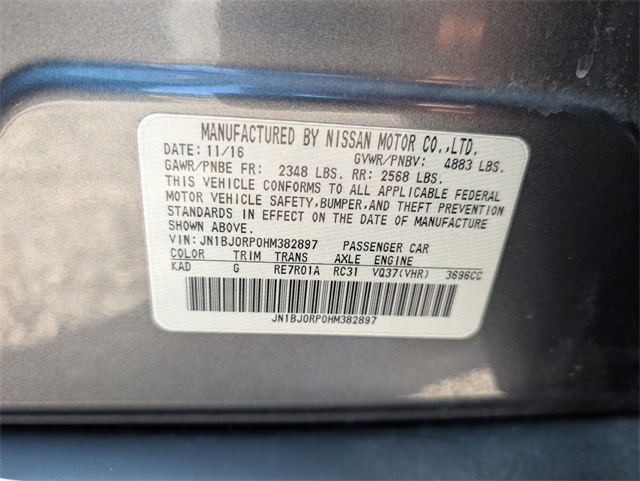 MANUFACTURED BY NISSAN MOTOR CO.,LTD.
DATE: 11/16 GVWR/PNBV: 4883 LBS.
GAWR/PNBE FR: 2348 LBS. RR: 2568 LBS.
THIS VEHICLE CONFORMS TO ALL APPLICABLE FEDERAL
MOTOR VEHICLE SAFETY,BUMPER,AND THEFT PREVENTION
STANDARDS IN EFFECT ON THE DATE OF MANUFACTURE
SHOWN ABOVE.
VIN: JN1BJ0RP0HM382897 PASSENGER CAR
COLOR TRIM TRANS AXLE ENGINE
KAD G RE7R01A RC31 VQ37(VHR) 3696CC
JN1BJ0RP0HM382897